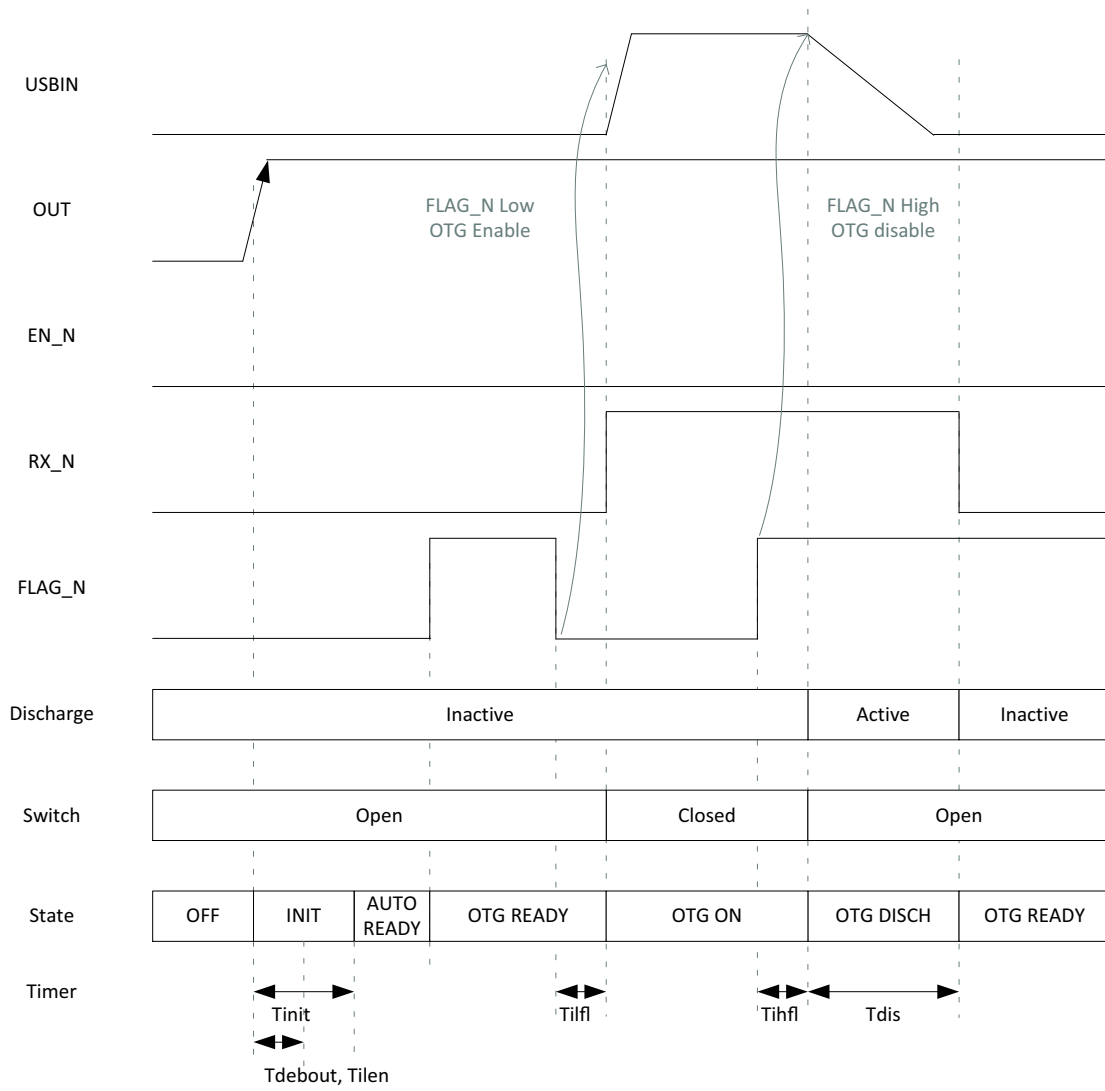 USBIN
OUT
FLAG_N Low
OTG Enable
FLAG_N High
OTG disable
EN_N
RX_N
FLAG_N
Discharge
Inactive
Active
Inactive
Switch
Open
Closed
Open
State
OFF
INIT
AUTO
READY
OTG READY
OTG ON
OTG DISCH
OTG READY
Timer
Tinit
Tilfl
Tihfl
Tdis
Tdebout, Tilen